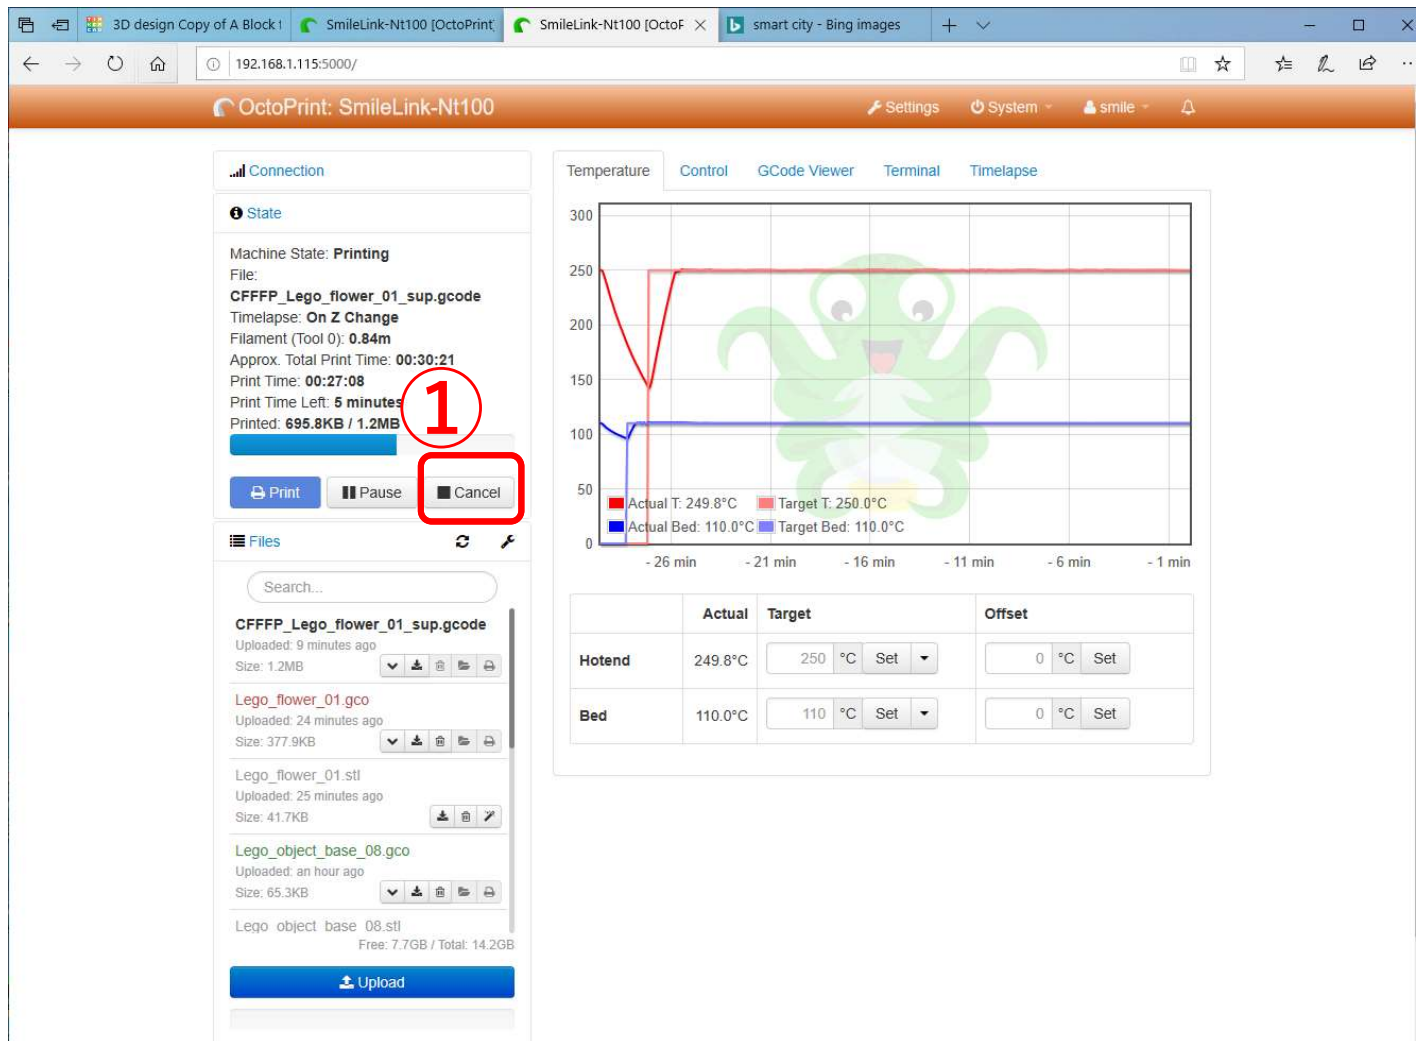 3D design Copy of A Block t
SmileLink-Nt100 [OctoPrint]
SmileLink-Nt100 [OctoP
smart city - Bing images
192.168.1.115:5000/
OctoPrint: SmileLink-Nt100
Settings
System
smile
Connection
State
Machine State: Printing
File:
CFFFP_Lego_flower_01_sup.gcode
Timelapse: On Z Change
Filament (Tool 0): 0.84m
Approx. Total Print Time: 00:30:21
Print Time: 00:27:08
Print Time Left: 5 minutes
Printed: 695.8KB / 1.2MB
①
Print
Pause
Cancel
Files
Search...
CFFFP_Lego_flower_01_sup.gcode
Uploaded: 9 minutes ago
Size: 1.2MB
Lego_flower_01.gco
Uploaded: 24 minutes ago
Size: 377.9KB
Lego_flower_01.stl
Uploaded: 25 minutes ago
Size: 41.7KB
Lego_object_base_08.gco
Uploaded: an hour ago
Size: 65.3KB
Lego_object_base_08.stl
Free: 7.7GB / Total: 14.2GB
Upload
Temperature
Control
GCode Viewer
Terminal
Timelapse
300
250
200
150
100
50
0
Actual T: 249.8°C
Target T: 250.0°C
Actual Bed: 110.0°C
Target Bed: 110.0°C
- 26 min
- 21 min
- 16 min
- 11 min
- 6 min
- 1 min
Actual Target Offset
Hotend 249.8°C 250 °C Set 0 °C Set
Bed 110.0°C 110 °C Set 0 °C Set